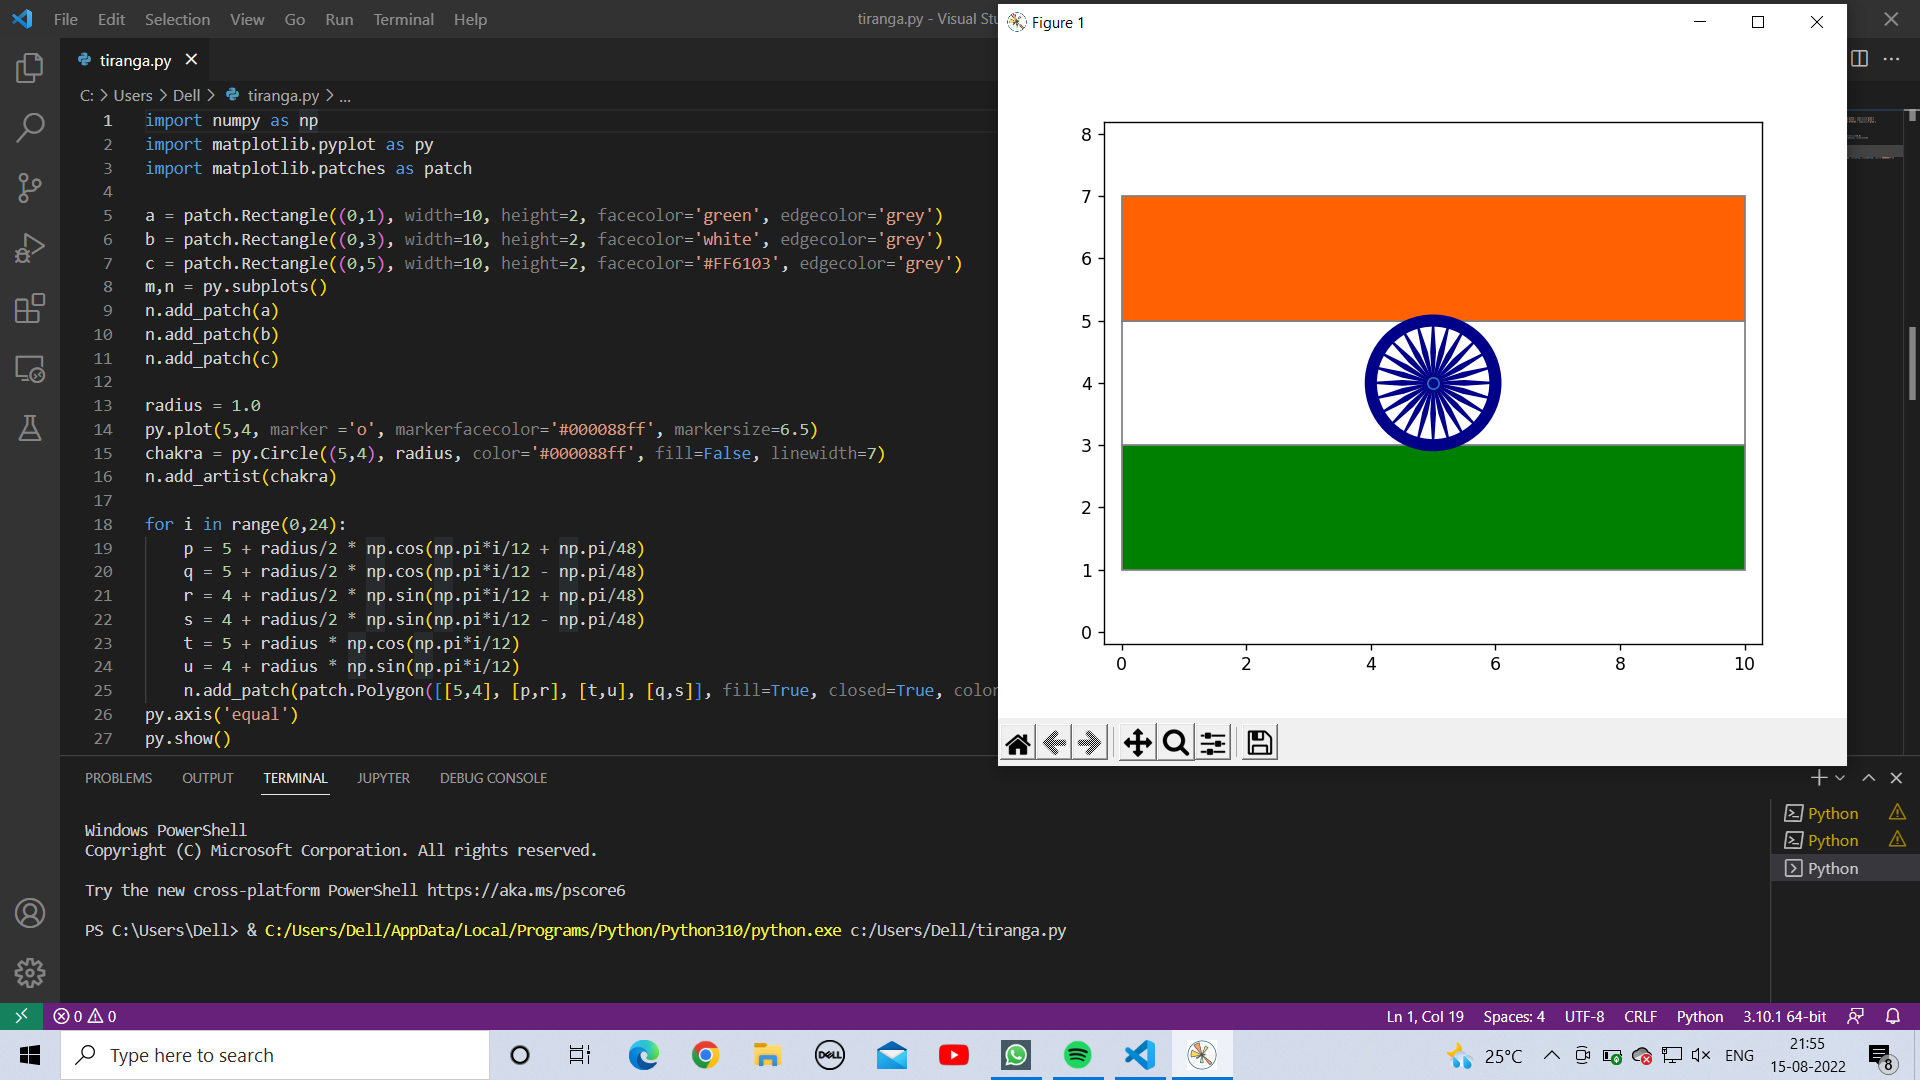 File Edit Selection View Go Run Terminal Help
tiranga.py - Visual Stu
tiranga.py
C: > Users > Dell > tiranga.py > ...
1 import numpy as np
2 import matplotlib.pyplot as py
3 import matplotlib.patches as patch
4
5 a = patch.Rectangle((0,1), width=10, height=2, facecolor='green', edgecolor='grey')
6 b = patch.Rectangle((0,3), width=10, height=2, facecolor='white', edgecolor='grey')
7 c = patch.Rectangle((0,5), width=10, height=2, facecolor='#FF6103', edgecolor='grey')
8 m,n = py.subplots()
9 n.add_patch(a)
10 n.add_patch(b)
11 n.add_patch(c)
12
13 radius = 1.0
14 py.plot(5,4, marker ='o', markerfacecolor='#000088ff', markersize=6.5)
15 chakra = py.Circle((5,4), radius, color='#000088ff', fill=False, linewidth=7)
16 n.add_artist(chakra)
17
18 for i in range(0,24):
19 p = 5 + radius/2 * np.cos(np.pi*i/12 + np.pi/48)
20 q = 5 + radius/2 * np.cos(np.pi*i/12 - np.pi/48)
21 r = 4 + radius/2 * np.sin(np.pi*i/12 + np.pi/48)
22 s = 4 + radius/2 * np.sin(np.pi*i/12 - np.pi/48)
23 t = 5 + radius * np.cos(np.pi*i/12)
24 u = 4 + radius * np.sin(np.pi*i/12)
25 n.add_patch(patch.Polygon([[5,4], [p,r], [t,u], [q,s]], fill=True, closed=True, color
26 py.axis('equal')
27 py.show()
Figure 1
8
7
6
5
4
3
2
1
0
0 2 4 6 8 10
PROBLEMS OUTPUT TERMINAL JUPYTER DEBUG CONSOLE
Windows PowerShell
Copyright (C) Microsoft Corporation. All rights reserved.
Try the new cross-platform PowerShell https://aka.ms/pscore6
PS C:\Users\Dell> & C:/Users/Dell/AppData/Local/Programs/Python/Python310/python.exe c:/Users/Dell/tiranga.py
Python
Python
Python
0 0
Ln 1, Col 19 Spaces: 4 UTF-8 CRLF Python 3.10.1 64-bit
Type here to search
DELL
25°C
ENG
21:55
15-08-2022
8